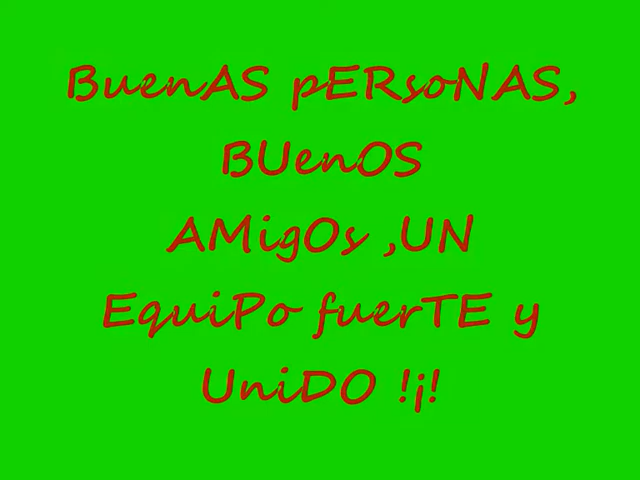 BuenAS pERsoNAS,
BUenOS
AMigOs ,UN
EquiPo fuerTE y
UniDO !¡!